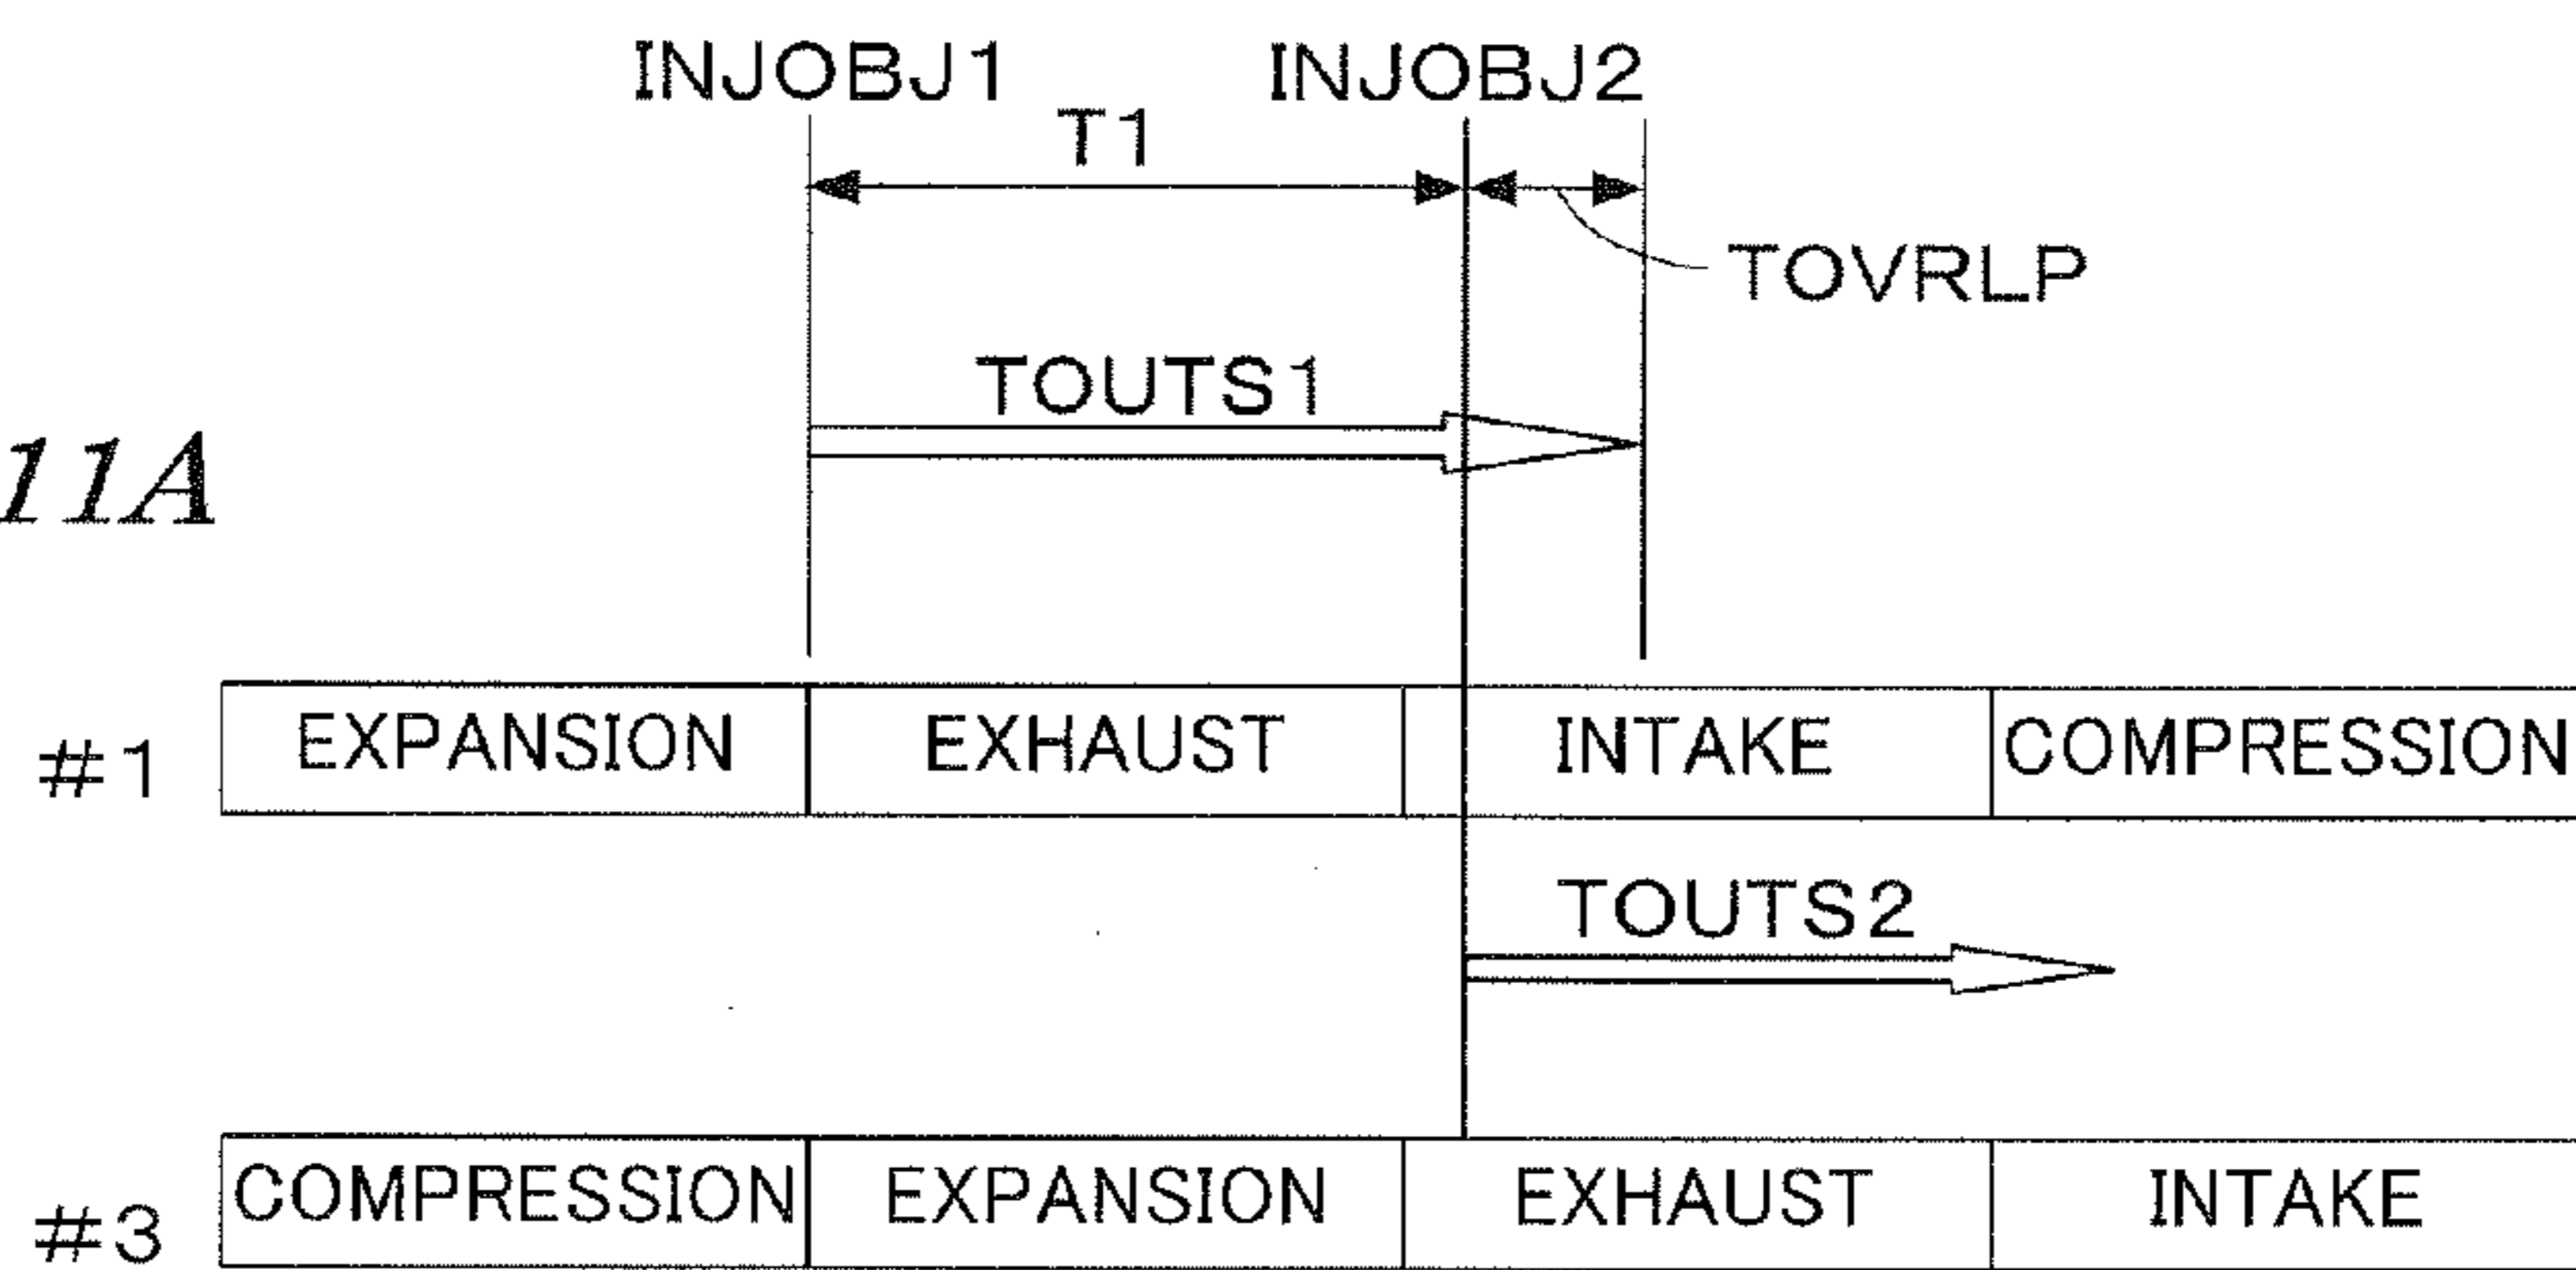 INJOBJ1 INJOBJ2
T1
TOVRLP
TOUTS1
11A
#1 EXPANSION EXHAUST INTAKE COMPRESSION
TOUTS2
#3 COMPRESSION EXPANSION EXHAUST INTAKE